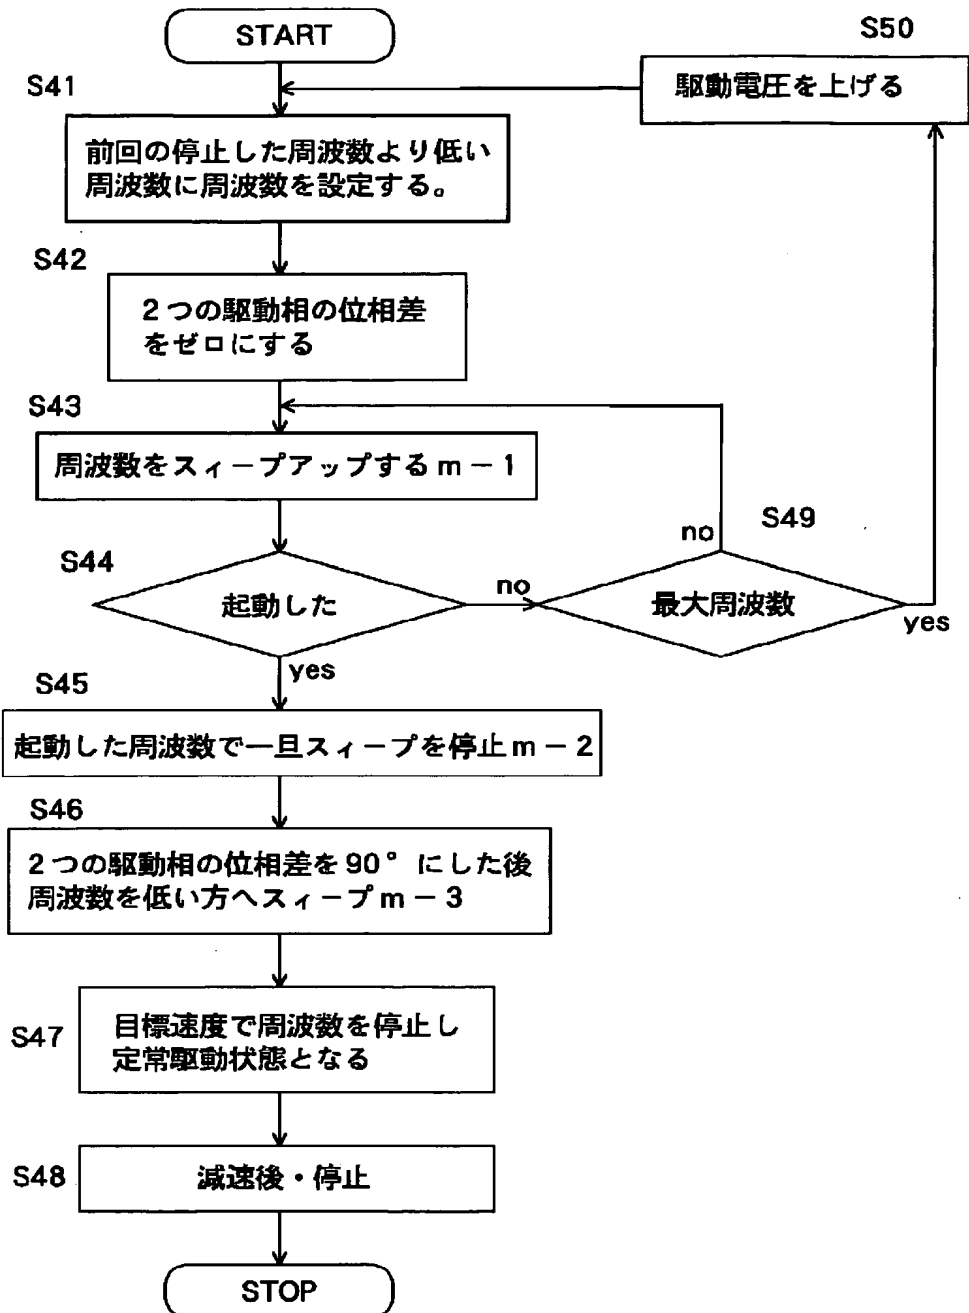 START
S50
駆動電圧を上げる
S41
前回の停止した周波数より低い
周波数に周波数を設定する。
S42
2つの駆動相の位相差
をゼロにする
S43
周波数をスィープアップするm－1
S44
起動した
no
yes
S49
最大周波数
no
yes
S45
起動した周波数で一旦スィープを停止m－2
S46
2つの駆動相の位相差を90°にした後
周波数を低い方へスィープm－3
S47
目標速度で周波数を停止し
定常駆動状態となる
S48
減速後・停止
STOP